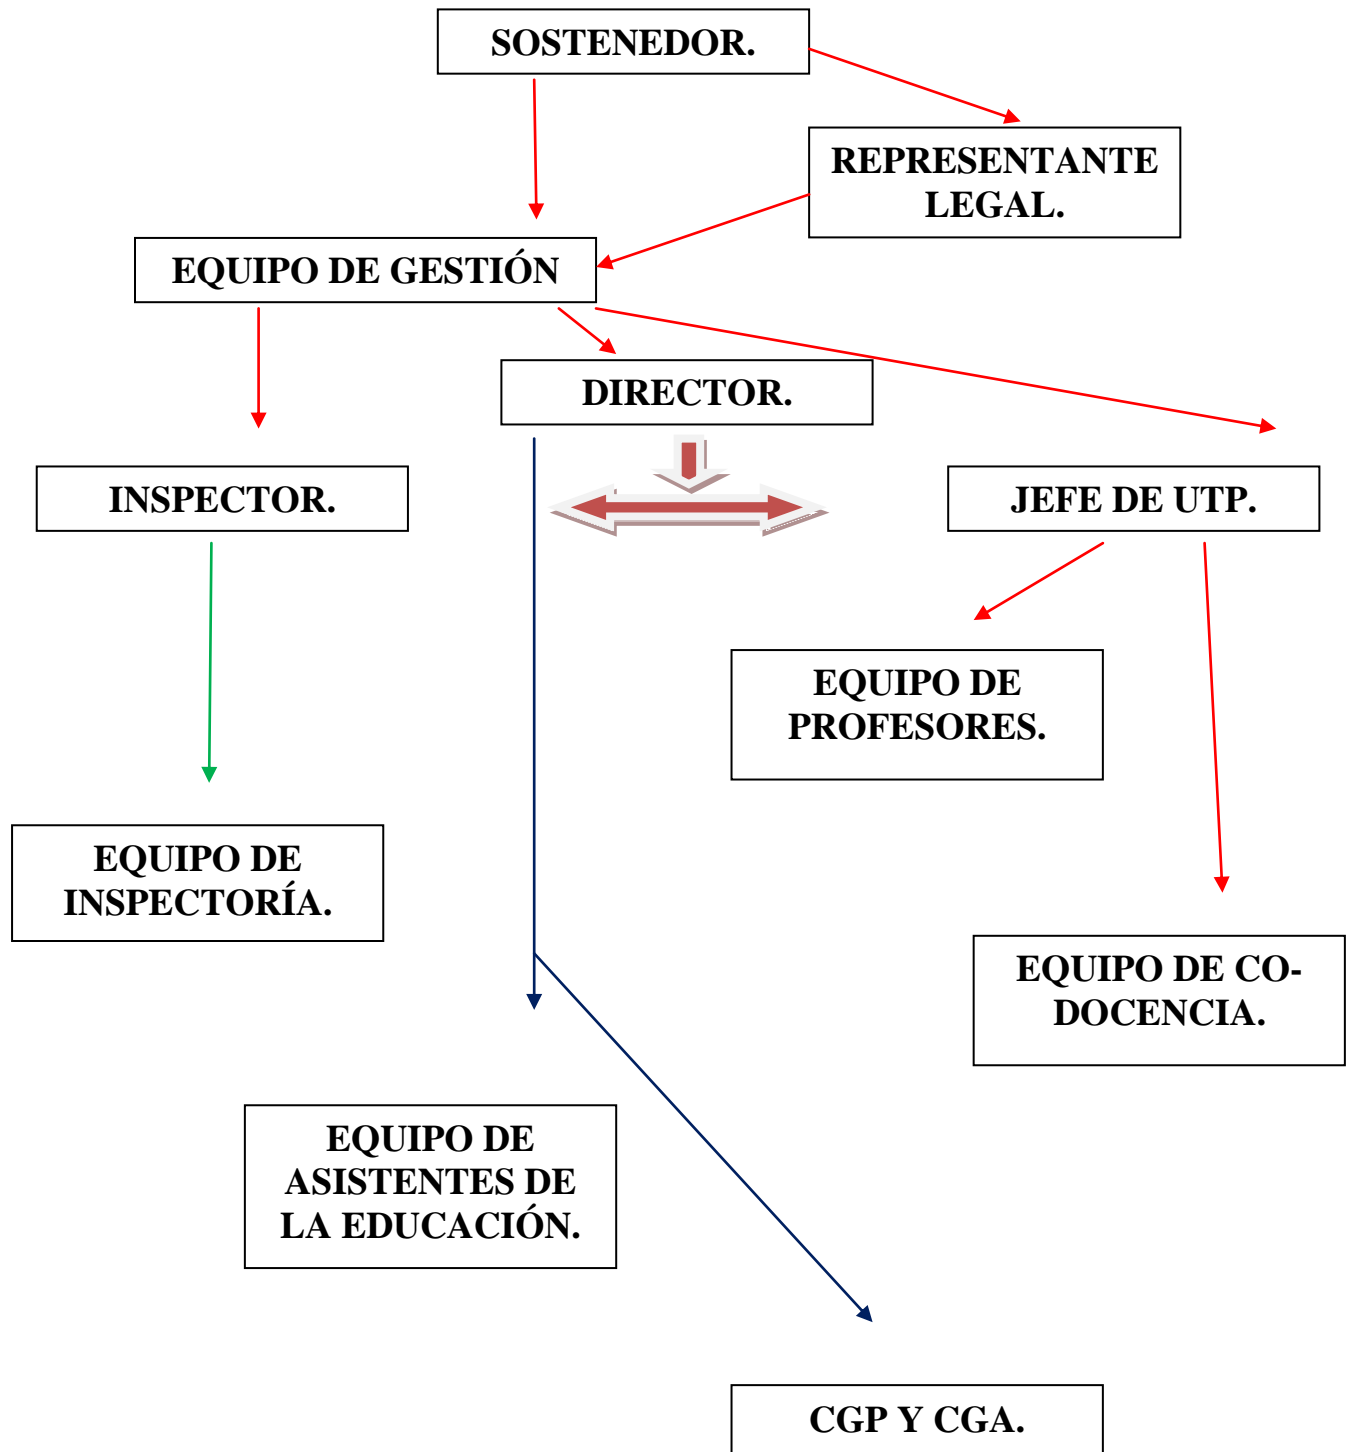 SOSTENEDOR.
REPRESENTANTE
LEGAL.
EQUIPO DE GESTIÓN
DIRECTOR.
INSPECTOR.
JEFE DE UTP.
EQUIPO DE
PROFESORES.
EQUIPO DE
INSPECTORÍA.
EQUIPO DE CO-
DOCENCIA.
EQUIPO DE
ASISTENTES DE
LA EDUCACIÓN.
CGP Y CGA.